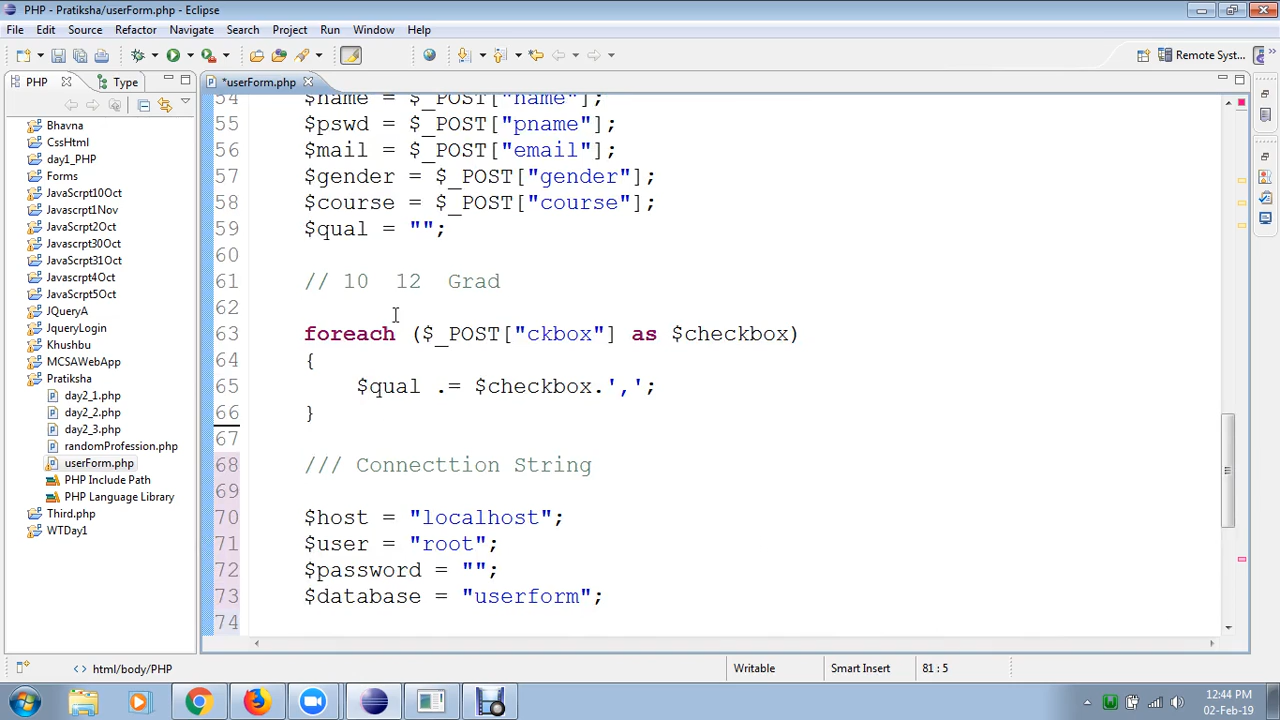 PHP - Pratiksha/userForm.php - Eclipse
File Edit Source Refactor Navigate Search Project Run Window Help
Remote Syst...
PHP Type *userForm.php
Bhavna
CssHtml
day1_PHP
Forms
JavaScrpt10Oct
Javascrpt1Nov
JavaScrpt2Oct
Javascrpt30Oct
JavaScrpt31Oct
Javascrpt4Oct
JavaScrpt5Oct
JQueryA
JqueryLogin
Khushbu
MCSAWebApp
Pratiksha
day2_1.php
day2_2.php
day2_3.php
randomProfession.php
userForm.php
PHP Include Path
PHP Language Library
Third.php
WTDay1
54 $name = $_POST["name"];
55 $pswd = $_POST["pname"];
56 $mail = $_POST["email"];
57 $gender = $_POST["gender"];
58 $course = $_POST["course"];
59 $qual = "";
60
61 // 10 12 Grad
62
63 foreach ($_POST["ckbox"] as $checkbox)
64 {
65 $qual .= $checkbox.',';
66 }
67
68 /// Connecttion String
69
70 $host = "localhost";
71 $user = "root";
72 $password = "";
73 $database = "userform";
74
html/body/PHP Writable Smart Insert 81 : 5
12:44 PM
02-Feb-19